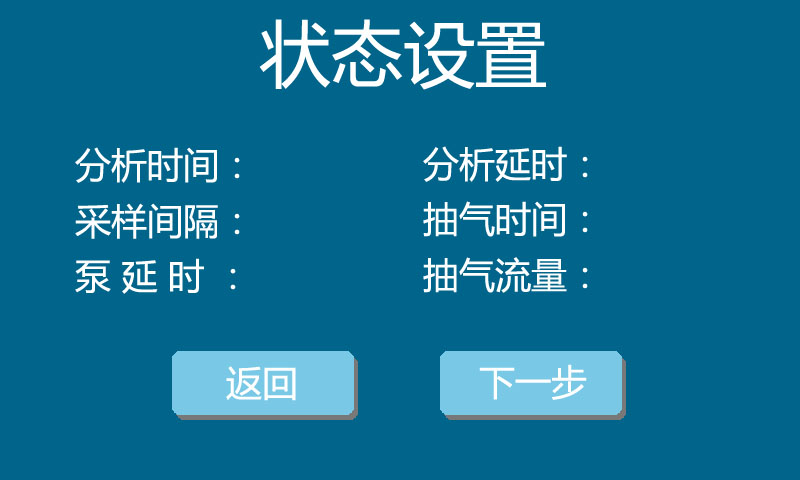 状态设置
分析时间： 分析延时：
采样间隔： 抽气时间：
泵 延 时 ： 抽气流量：
返回 下一步